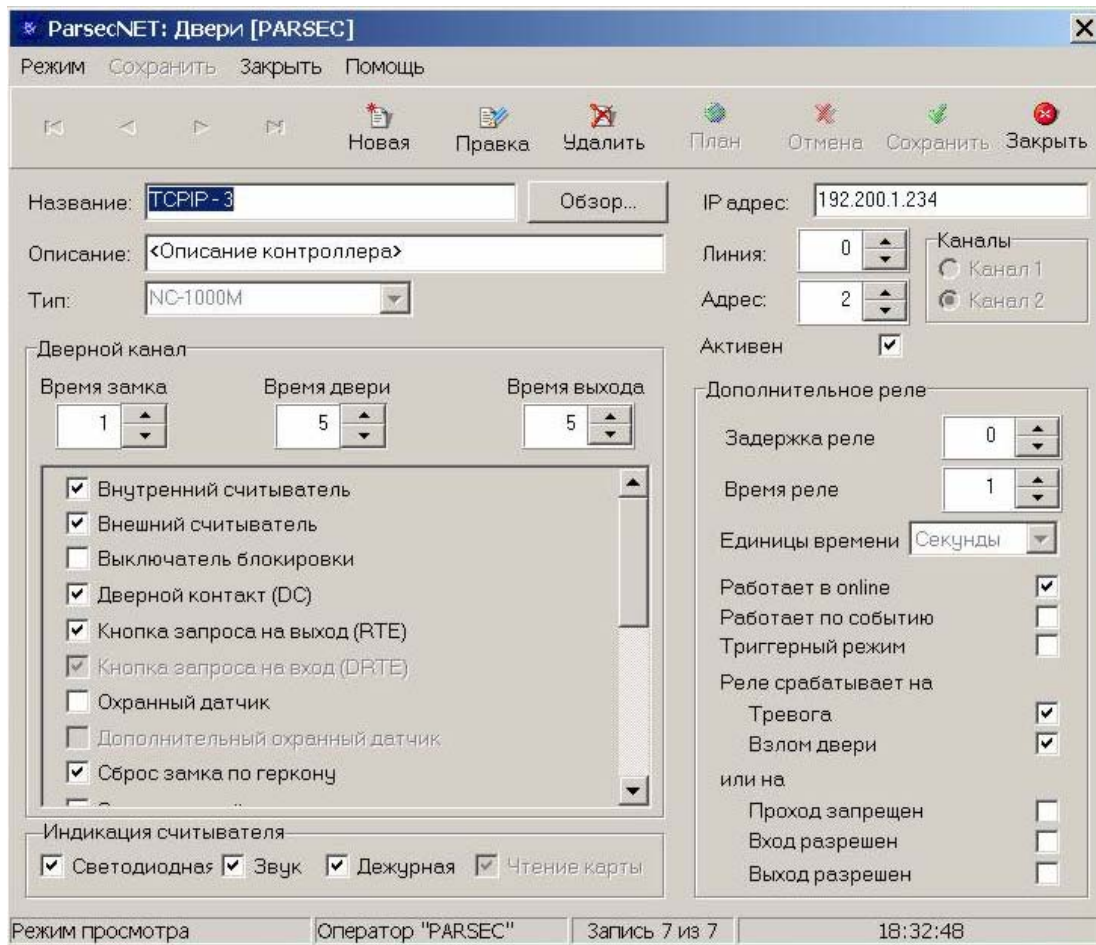 ParsecNET: Двери [PARSEC]
Режим Сохранить Закрыть Помощь
Новая Правка Удалить План Отмена Сохранить Закрыть
Название: TCPIP - 3 Обзор... IP адрес: 192.200.1.234
Описание: <Описание контроллера> Линия: 0 Каналы
Канал 1
Тип: NC-1000M Адрес: 2 Канал 2
Активен
Дверной канал
Время замка Время двери Время выхода
1 5 5
Внутренний считыватель
Внешний считыватель
Выключатель блокировки
Дверной контакт (DC)
Кнопка запроса на выход (RTE)
Кнопка запроса на вход (DRTE)
Охранный датчик
Дополнительный охранный датчик
Сброс замка по геркону
Индикация считывателя
Светодиодная Звук Дежурная Чтение карты
Дополнительное реле
Задержка реле 0
Время реле 1
Единицы времени Секунды
Работает в online
Работает по событию
Триггерный режим
Реле срабатывает на
Тревога
Взлом двери
или на
Проход запрещен
Вход разрешен
Выход разрешен
Режим просмотра Оператор "PARSEC" Запись 7 из 7 18:32:48